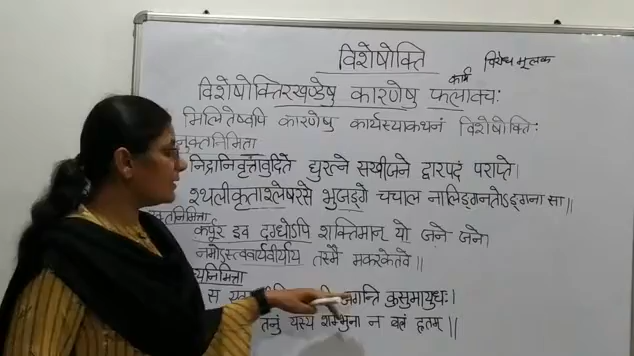 विशेषोक्ति
विरोध मूलक
कार्य
विशेषोक्तिरखण्डेषु कारणेषु फलावचः
मिलितेष्वपि कारणेषु कार्यस्याकथनं विशेषोक्तिः
नुक्तनिमित्ता
निद्रानिवृत्तावुदिते द्युरत्ने सखीजने द्वारपदं पराप्ते।
श्थलीकृताश्लेषरसे भुजङ्गे चचाल नालिङ्गनतोऽङ्गना सा॥
क्तनिमित्ता
कर्पूर इव दग्धोऽपि शक्तिमान् यो जने जने।
नमोऽस्त्ववार्यवीर्याय तस्मै मकरकेतवे॥
यनिमित्ता
स जगन्ति कुसुमायुधः।
तनुं यस्य शम्भुना न बलं हृतम्॥